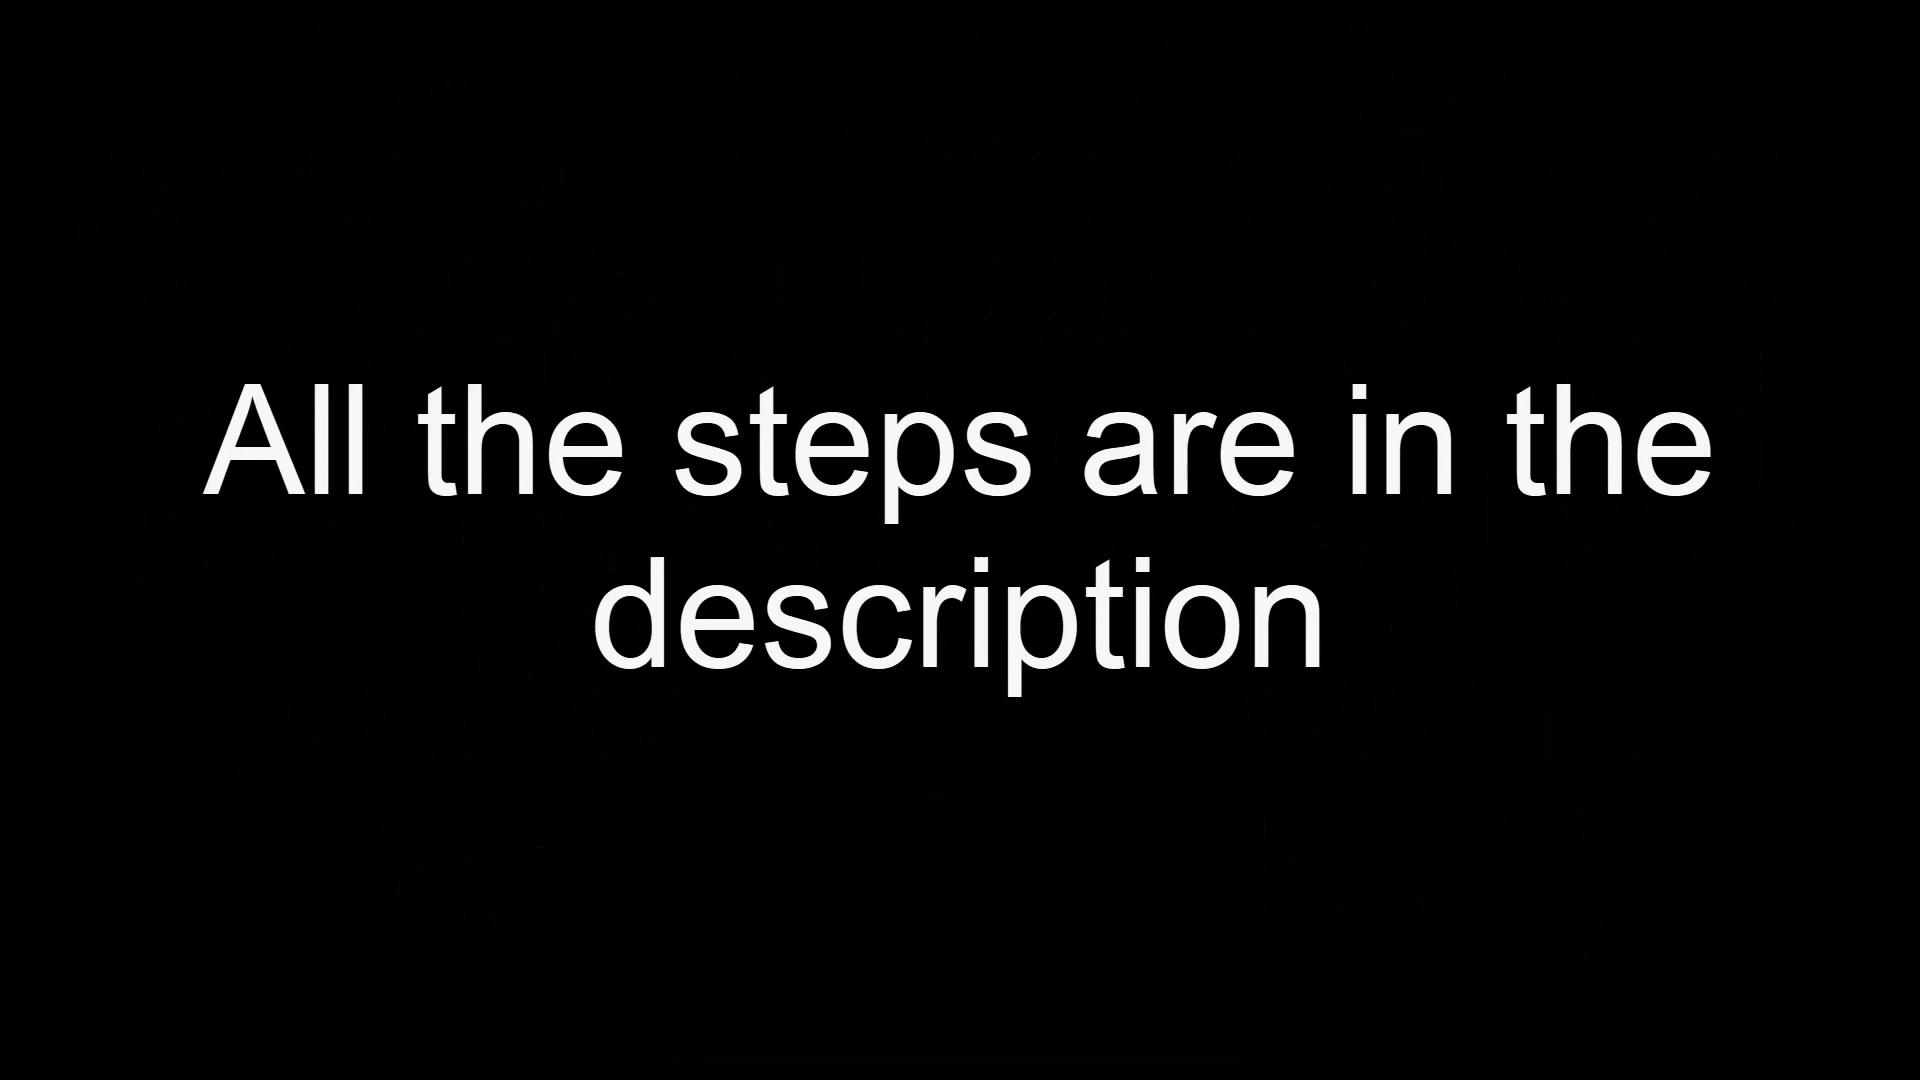 All the steps are in the
description